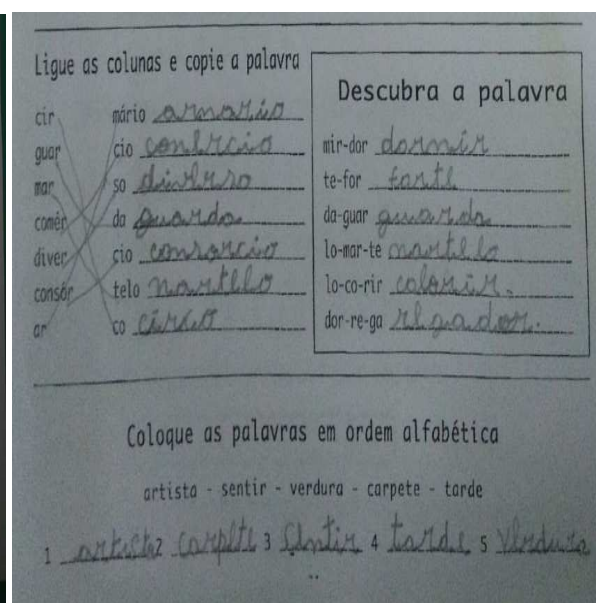 Ligue as colunas e copie a palavra
cir mário armario
guar cio comércio
mar so diverso
comér da guarda
diver cio consorcio
consór telo martelo
ar co circo
Descubra a palavra
mir-dor dormir
te-for forte
da-guar guarda
lo-mar-te martelo
lo-co-rir colorir.
dor-re-ga regador.
Coloque as palavras em ordem alfabética
artista - sentir - verdura - carpete - tarde
1 artista 2 carpete 3 sentir 4 tarde 5 verdura